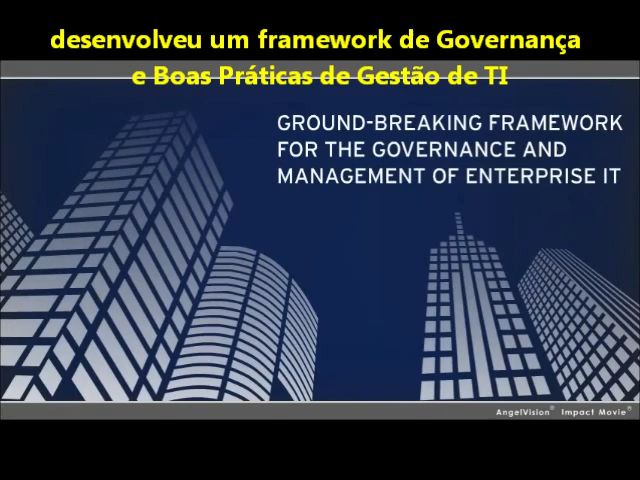 desenvolveu um framework de Governança
e Boas Práticas de Gestão de TI
GROUND-BREAKING FRAMEWORK
FOR THE GOVERNANCE AND
MANAGEMENT OF ENTERPRISE IT
AngelVision® Impact Movie®